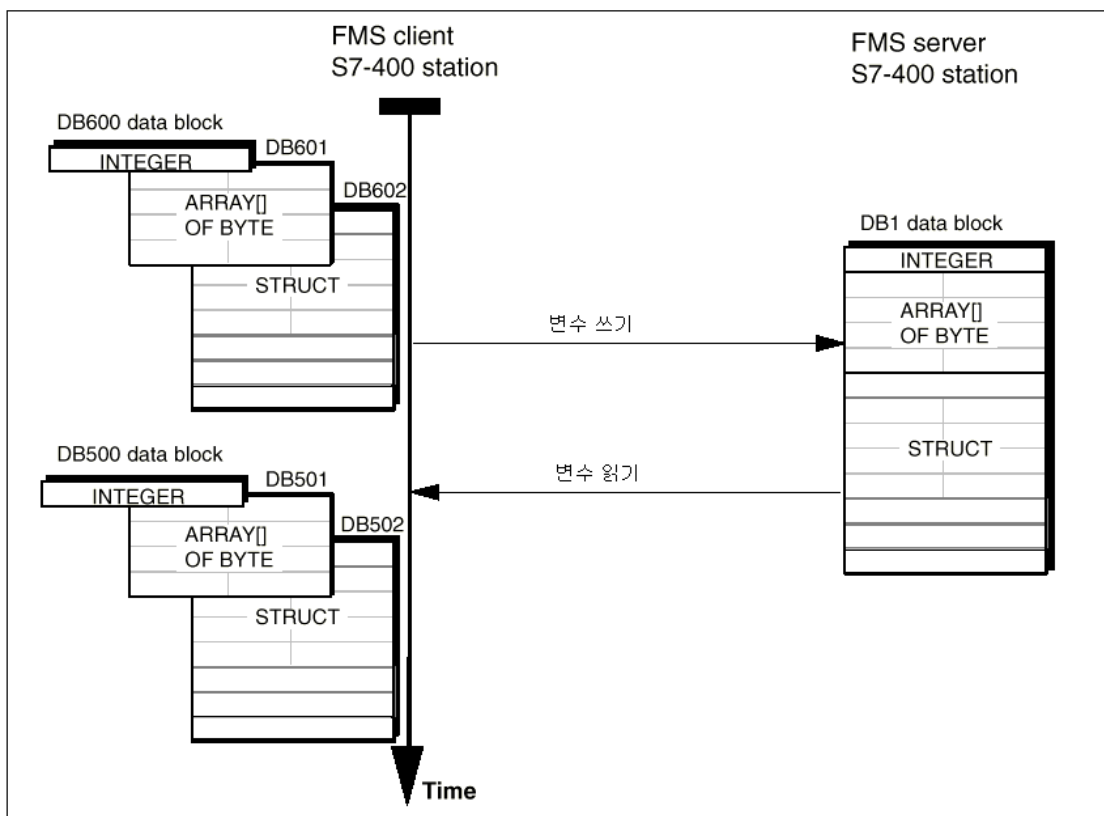 FMS client
S7-400 station
FMS server
S7-400 station
DB600 data block
INTEGER
DB601
ARRAY[]
OF BYTE
DB602
STRUCT
DB1 data block
INTEGER
ARRAY[]
OF BYTE
STRUCT
변수 쓰기
변수 읽기
DB500 data block
INTEGER
DB501
ARRAY[]
OF BYTE
DB502
STRUCT
Time